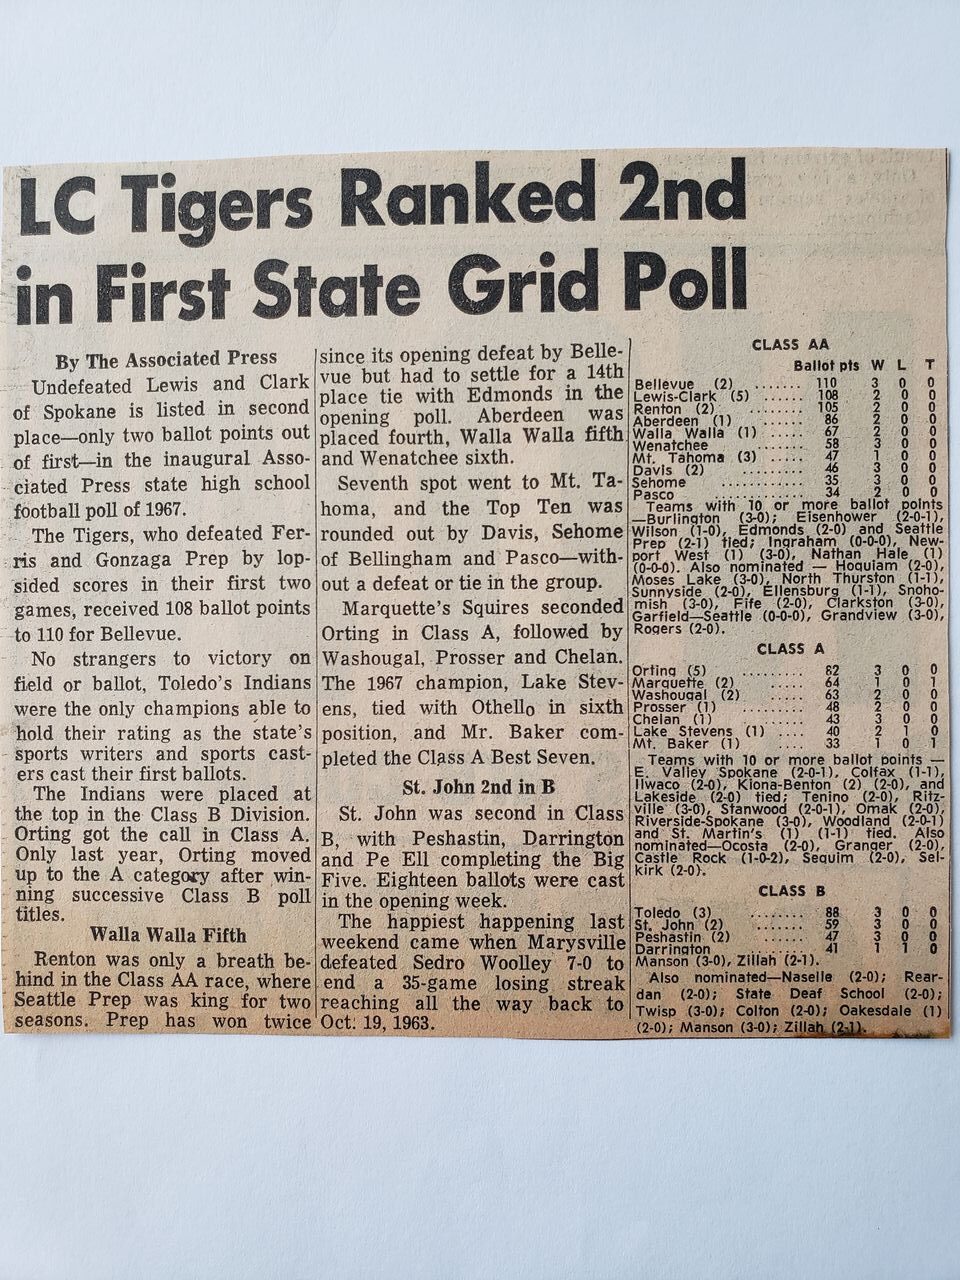 LC Tigers Ranked 2nd
in First State Grid Poll
By The Associated Press
Undefeated Lewis and Clark
of Spokane is listed in second
place—only two ballot points out
of first—in the inaugural Asso-
ciated Press state high school
football poll of 1967.
The Tigers, who defeated Fer-
ris and Gonzaga Prep by lop-
sided scores in their first two
games, received 108 ballot points
to 110 for Bellevue.
No strangers to victory on
field or ballot, Toledo's Indians
were the only champions able to
hold their rating as the state's
sports writers and sports cast-
ers cast their first ballots.
The Indians were placed at
the top in the Class B Division.
Orting got the call in Class A.
Only last year, Orting moved
up to the A category after win-
ning successive Class B poll
titles.
Walla Walla Fifth
Renton was only a breath be-
hind in the Class AA race, where
Seattle Prep was king for two
seasons. Prep has won twice
since its opening defeat by Belle-
vue but had to settle for a 14th
place tie with Edmonds in the
opening poll. Aberdeen was
placed fourth, Walla Walla fifth
and Wenatchee sixth.
Seventh spot went to Mt. Ta-
homa, and the Top Ten was
rounded out by Davis, Sehome
of Bellingham and Pasco—with-
out a defeat or tie in the group.
Marquette's Squires seconded
Orting in Class A, followed by
Washougal, Prosser and Chelan.
The 1967 champion, Lake Stev-
ens, tied with Othello in sixth
position, and Mr. Baker com-
pleted the Class A Best Seven.
St. John 2nd in B
St. John was second in Class
B, with Peshastin, Darrington
and Pe Ell completing the Big
Five. Eighteen ballots were cast
in the opening week.
The happiest happening last
weekend came when Marysville
defeated Sedro Woolley 7-0 to
end a 35-game losing streak
reaching all the way back to
Oct. 19, 1963.
CLASS AA
Ballot pts W L T
Bellevue (2) ....... 110 3 0 0
Lewis-Clark (5) ...... 108 2 0 0
Renton (2) ........ 105 2 0 0
Aberdeen (1) ...... 86 2 0 0
Walla Walla (1) ..... 67 2 0 0
Wenatchee ..... 58 3 0 0
Mt. Tahoma (3) .... 47 1 0 0
Davis (2) ......... 46 3 0 0
Sehome ........... 35 3 0 0
Pasco ............ 34 2 0 0
Teams with 10 or more ballot points
—Burlington (3-0); Eisenhower (2-0-1),
Wilson (1-0), Edmonds (2-0) and Seattle
Prep (2-1) tied; Ingraham (0-0-0), New-
port West (1) (3-0), Nathan Hale (1)
(0-0-0). Also nominated — Hoquiam (2-0),
Moses Lake (3-0), North Thurston (1-1),
Sunnyside (2-0), Ellensburg (1-1), Snoho-
mish (3-0), Fife (2-0), Clarkston (3-0),
Garfield—Seattle (0-0-0), Grandview (3-0),
Rogers (2-0).
CLASS A
Orting (5) ......... 82 3 0 0
Marquette (2) ..... 64 1 0 1
Washougal (2) ..... 63 2 0 0
Prosser (1) ........ 48 2 0 0
Chelan (1) ........ 43 3 0 0
Lake Stevens (1) .... 40 2 1 0
Mt. Baker (1) .... 33 1 0 1
Teams with 10 or more ballot points —
E. Valley Spokane (2-0-1), Colfax (1-1),
Ilwaco (2-0), Kiona-Benton (2) (2-0), and
Lakeside (2-0) tied; Tenino (2-0), Ritz-
ville (3-0), Stanwood (2-0-1), Omak (2-0),
Riverside-Spokane (3-0), Woodland (2-0-1)
and St. Martin's (1) (1-1) tied. Also
nominated—Ocosta (2-0), Granger (2-0),
Castle Rock (1-0-2), Sequim (2-0), Sel-
kirk (2-0).
CLASS B
Toledo (3) ........ 88 3 0 0
St. John (2) ....... 59 3 0 0
Peshastin (2) ...... 47 3 0 0
Darrington ........ 41 1 1 0
Manson (3-0), Zillah (2-1).
Also nominated—Naselle (2-0); Rear-
dan (2-0); State Deaf School (2-0);
Twisp (3-0); Colton (2-0); Oakesdale (1)
(2-0); Manson (3-0); Zillah (2-1).